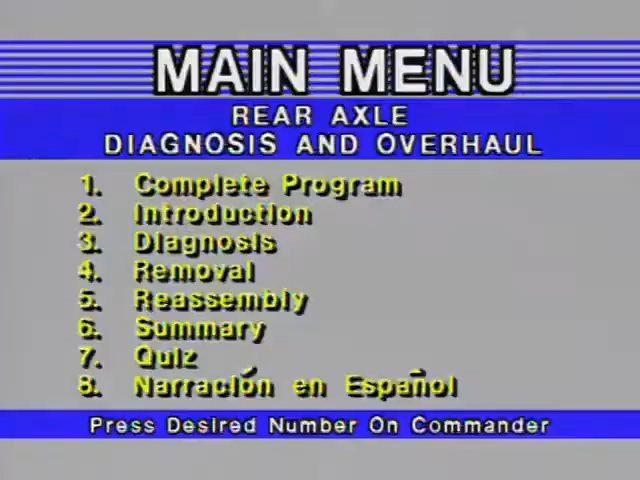 MAIN MENU
REAR AXLE
DIAGNOSIS AND OVERHAUL
1. Complete Program
2. Introduction
3. Diagnosis
4. Removal
5. Reassembly
6. Summary
7. Quiz
8. Narración en Español
Press Desired Number On Commander